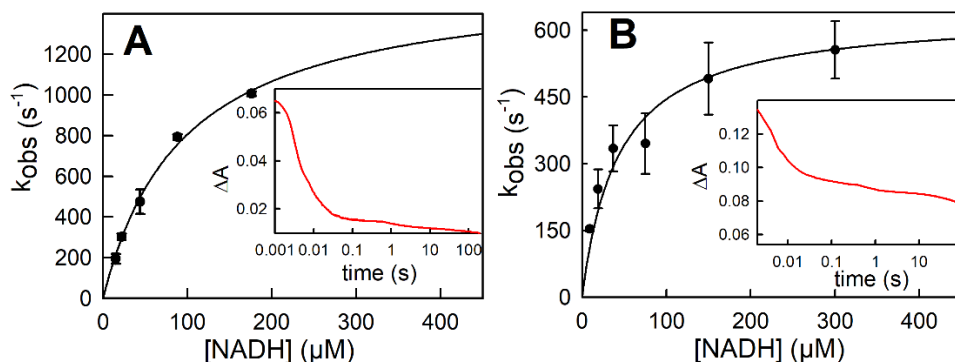 A
kobs (s-1)
1200
1000
800
600
400
200
0
0 100 200 300 400
[NADH] (µM)
ΔA
0.06
0.04
0.02
0.001 0.01 0.1 1 10 100
time (s)
B
kobs (s-1)
600
450
300
150
0
0 100 200 300 400
[NADH] (µM)
ΔA
0.12
0.10
0.08
0.06
0.01 0.1 1 10
time (s)